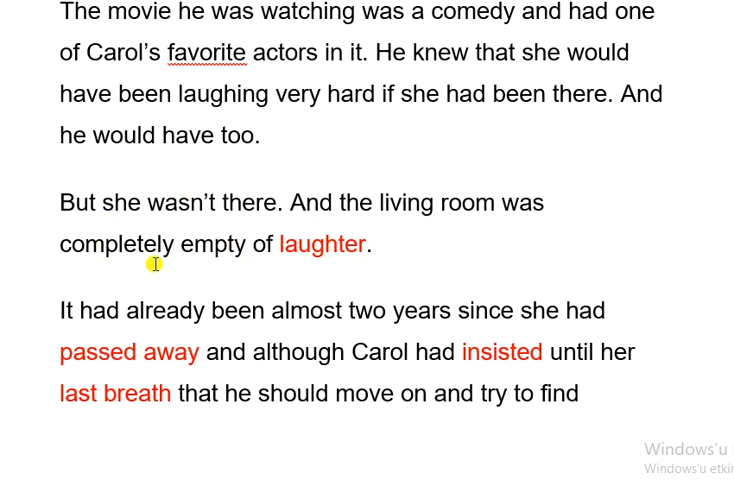 The movie he was watching was a comedy and had one
of Carol’s favorite actors in it. He knew that she would
have been laughing very hard if she had been there. And
he would have too.
But she wasn’t there. And the living room was
completely empty of laughter.
It had already been almost two years since she had
passed away and although Carol had insisted until her
last breath that he should move on and try to find
Windows'u
Windows'u